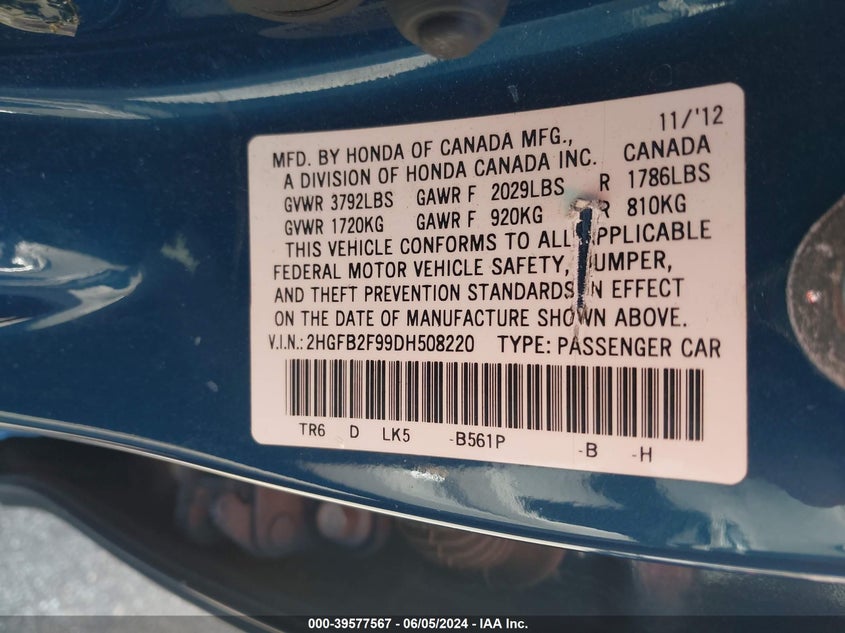 11/'12
MFD. BY HONDA OF CANADA MFG.,
A DIVISION OF HONDA CANADA INC. CANADA
GVWR 3792LBS GAWR F 2029LBS R 1786LBS
GVWR 1720KG GAWR F 920KG R 810KG
THIS VEHICLE CONFORMS TO ALL APPLICABLE
FEDERAL MOTOR VEHICLE SAFETY, BUMPER,
AND THEFT PREVENTION STANDARDS IN EFFECT
ON THE DATE OF MANUFACTURE SHOWN ABOVE.
V.I.N.: 2HGFB2F99DH508220 TYPE: PASSENGER CAR
TR6 D LK5 -B561P -B -H
000-39577567 - 06/05/2024 - IAA Inc.